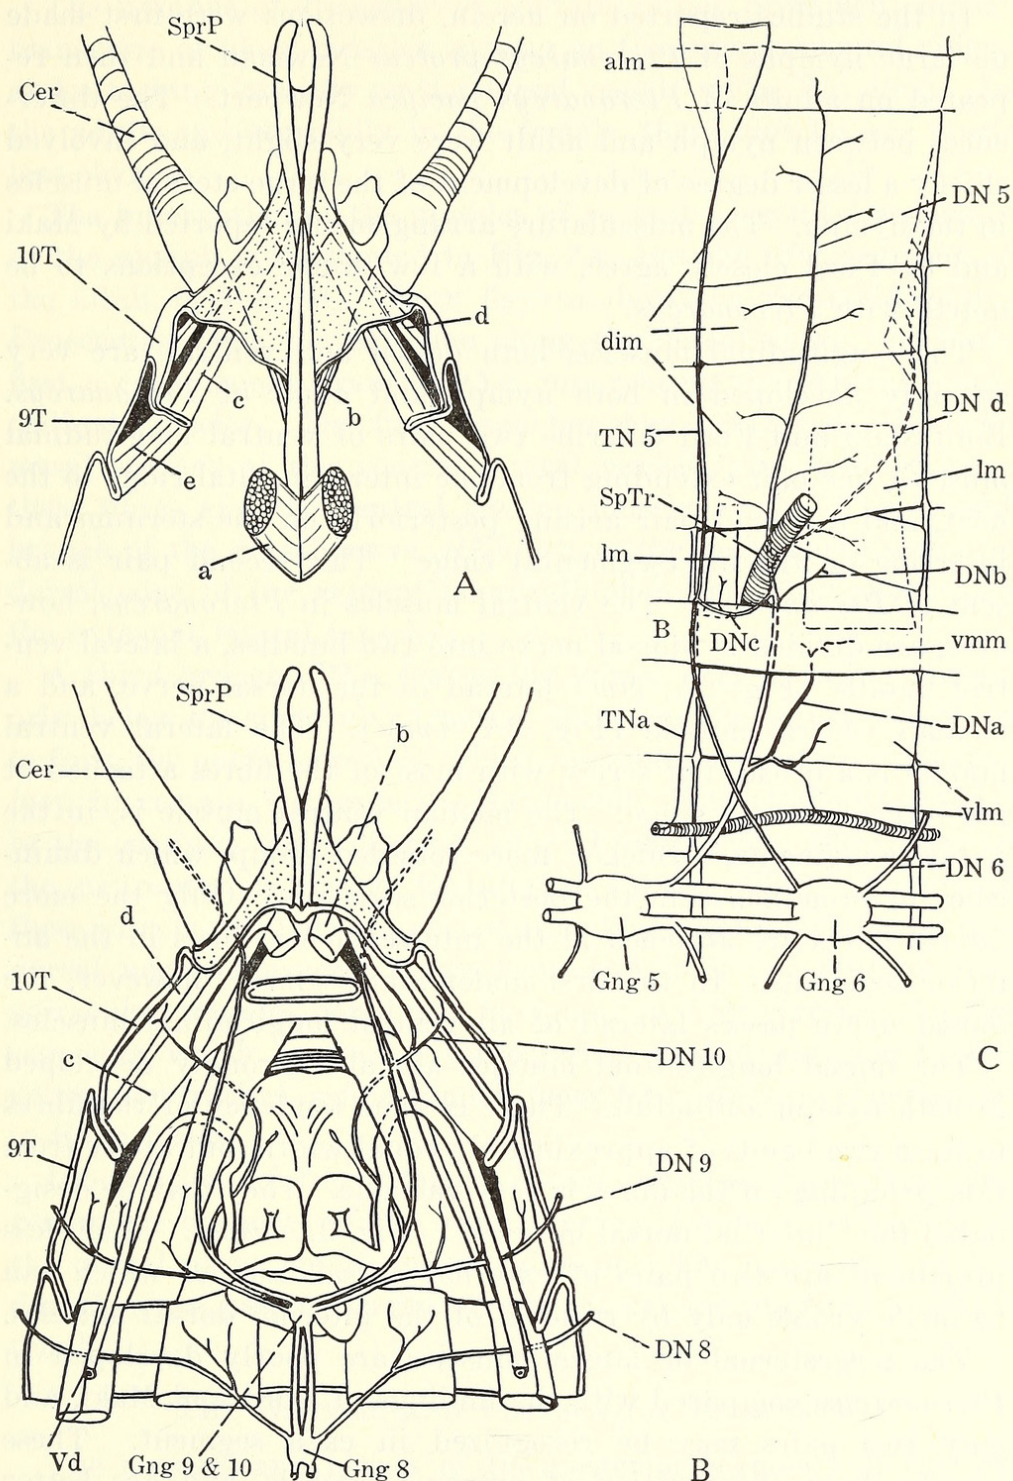 SprP
Cer
10T
9T
c
b
d
e
a
A
alm
DN 5
dim
DN d
TN 5
lm
SpTr
lm
DNb
B
DNc
vmm
TNa
DNa
vlm
DN 6
Gng 5
Gng 6
C
SprP
b
Cer
d
10T
DN 10
c
9T
DN 9
DN 8
Vd
Gng 9 & 10
Gng 8
B